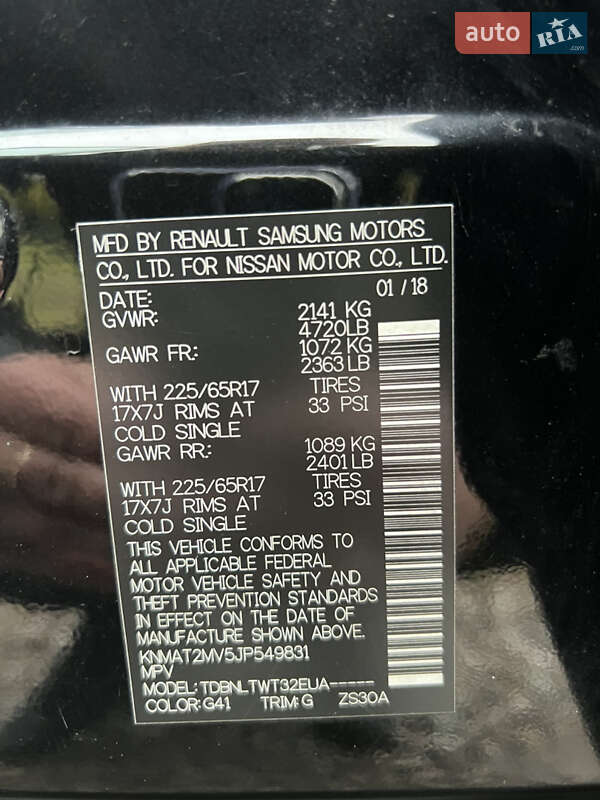 auto RIA .com
MFD BY RENAULT SAMSUNG MOTORS
CO., LTD. FOR NISSAN MOTOR CO., LTD.
DATE: 01 / 18
GVWR: 2141 KG
4720LB
GAWR FR.: 1072 KG
2363 LB
WITH 225/65R17 TIRES
17X7J RIMS AT 33 PSI
COLD SINGLE
GAWR RR.: 1089 KG
2401 LB
WITH 225/65R17 TIRES
17X7J RIMS AT 33 PSI
COLD SINGLE
THIS VEHICLE CONFORMS TO
ALL APPLICABLE FEDERAL
MOTOR VEHICLE SAFETY AND
THEFT PREVENTION STANDARDS
IN EFFECT ON THE DATE OF
MANUFACTURE SHOWN ABOVE.
KNMAT2MV5JP549831
MPV
MODEL: TDBNLTWT32EUA-----
COLOR: G41 TRIM: G ZS30A